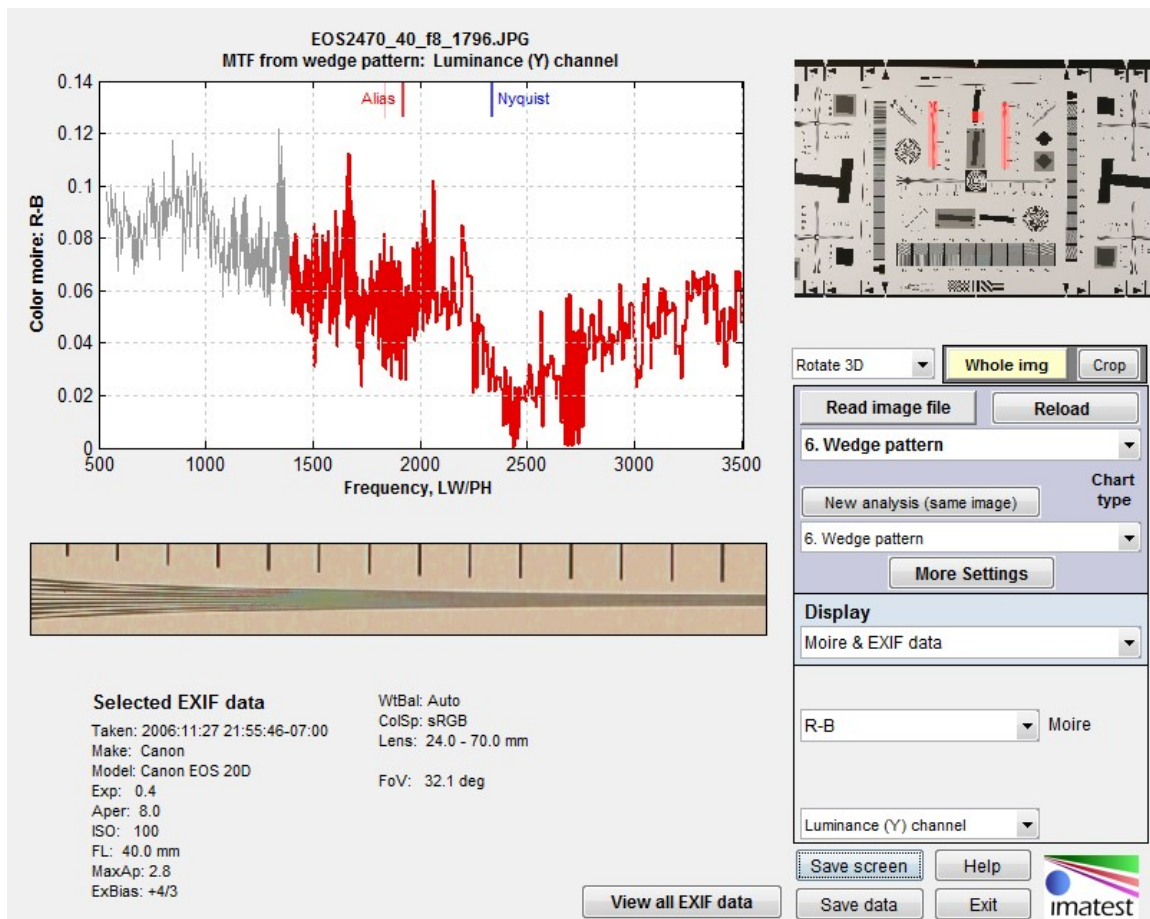 EOS2470_40_f8_1796.JPG
MTF from wedge pattern: Luminance (Y) channel
Color moire: R-B
0.14
0.12
0.1
0.08
0.06
0.04
0.02
0
Alias
Nyquist
500 1000 1500 2000 2500 3000 3500
Frequency, LW/PH
Rotate 3D
Whole img
Crop
Read image file
Reload
6. Wedge pattern
Chart type
New analysis (same image)
6. Wedge pattern
More Settings
Display
Moire & EXIF data
R-B
Moire
Luminance (Y) channel
Selected EXIF data
Taken: 2006:11:27 21:55:46-07:00
Make: Canon
Model: Canon EOS 20D
Exp: 0.4
Aper: 8.0
ISO: 100
FL: 40.0 mm
MaxAp: 2.8
ExBias: +4/3
WtBal: Auto
ColSp: sRGB
Lens: 24.0 - 70.0 mm
FoV: 32.1 deg
View all EXIF data
Save screen
Help
Save data
Exit
imatest